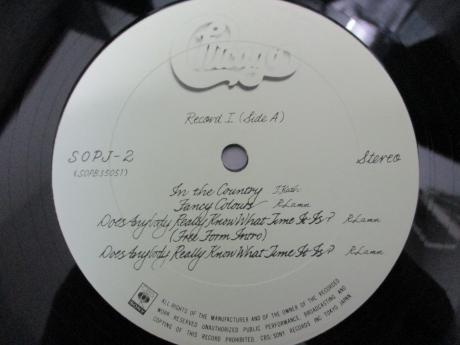 Chicago
Record 1. (Side A)
SOPJ-2
(SOPB35051)
Stereo
In the Country T.Kath
Fancy Colours R.Lamm
Does Anybody Really Know What Time It Is? R.Lamm
(Free Form Intro)
Does Anybody Really Know What Time It Is? R.Lamm
SONY
ALL RIGHTS OF THE MANUFACTURER AND OF THE OWNER OF THE RECORDED
WORK RESERVED UNAUTHORIZED PUBLIC PERFORMANCE, BROADCASTING AND
COPYING OF THIS RECORD PROHIBITED. CBS/SONY RECORDS INC TOKYO JAPAN